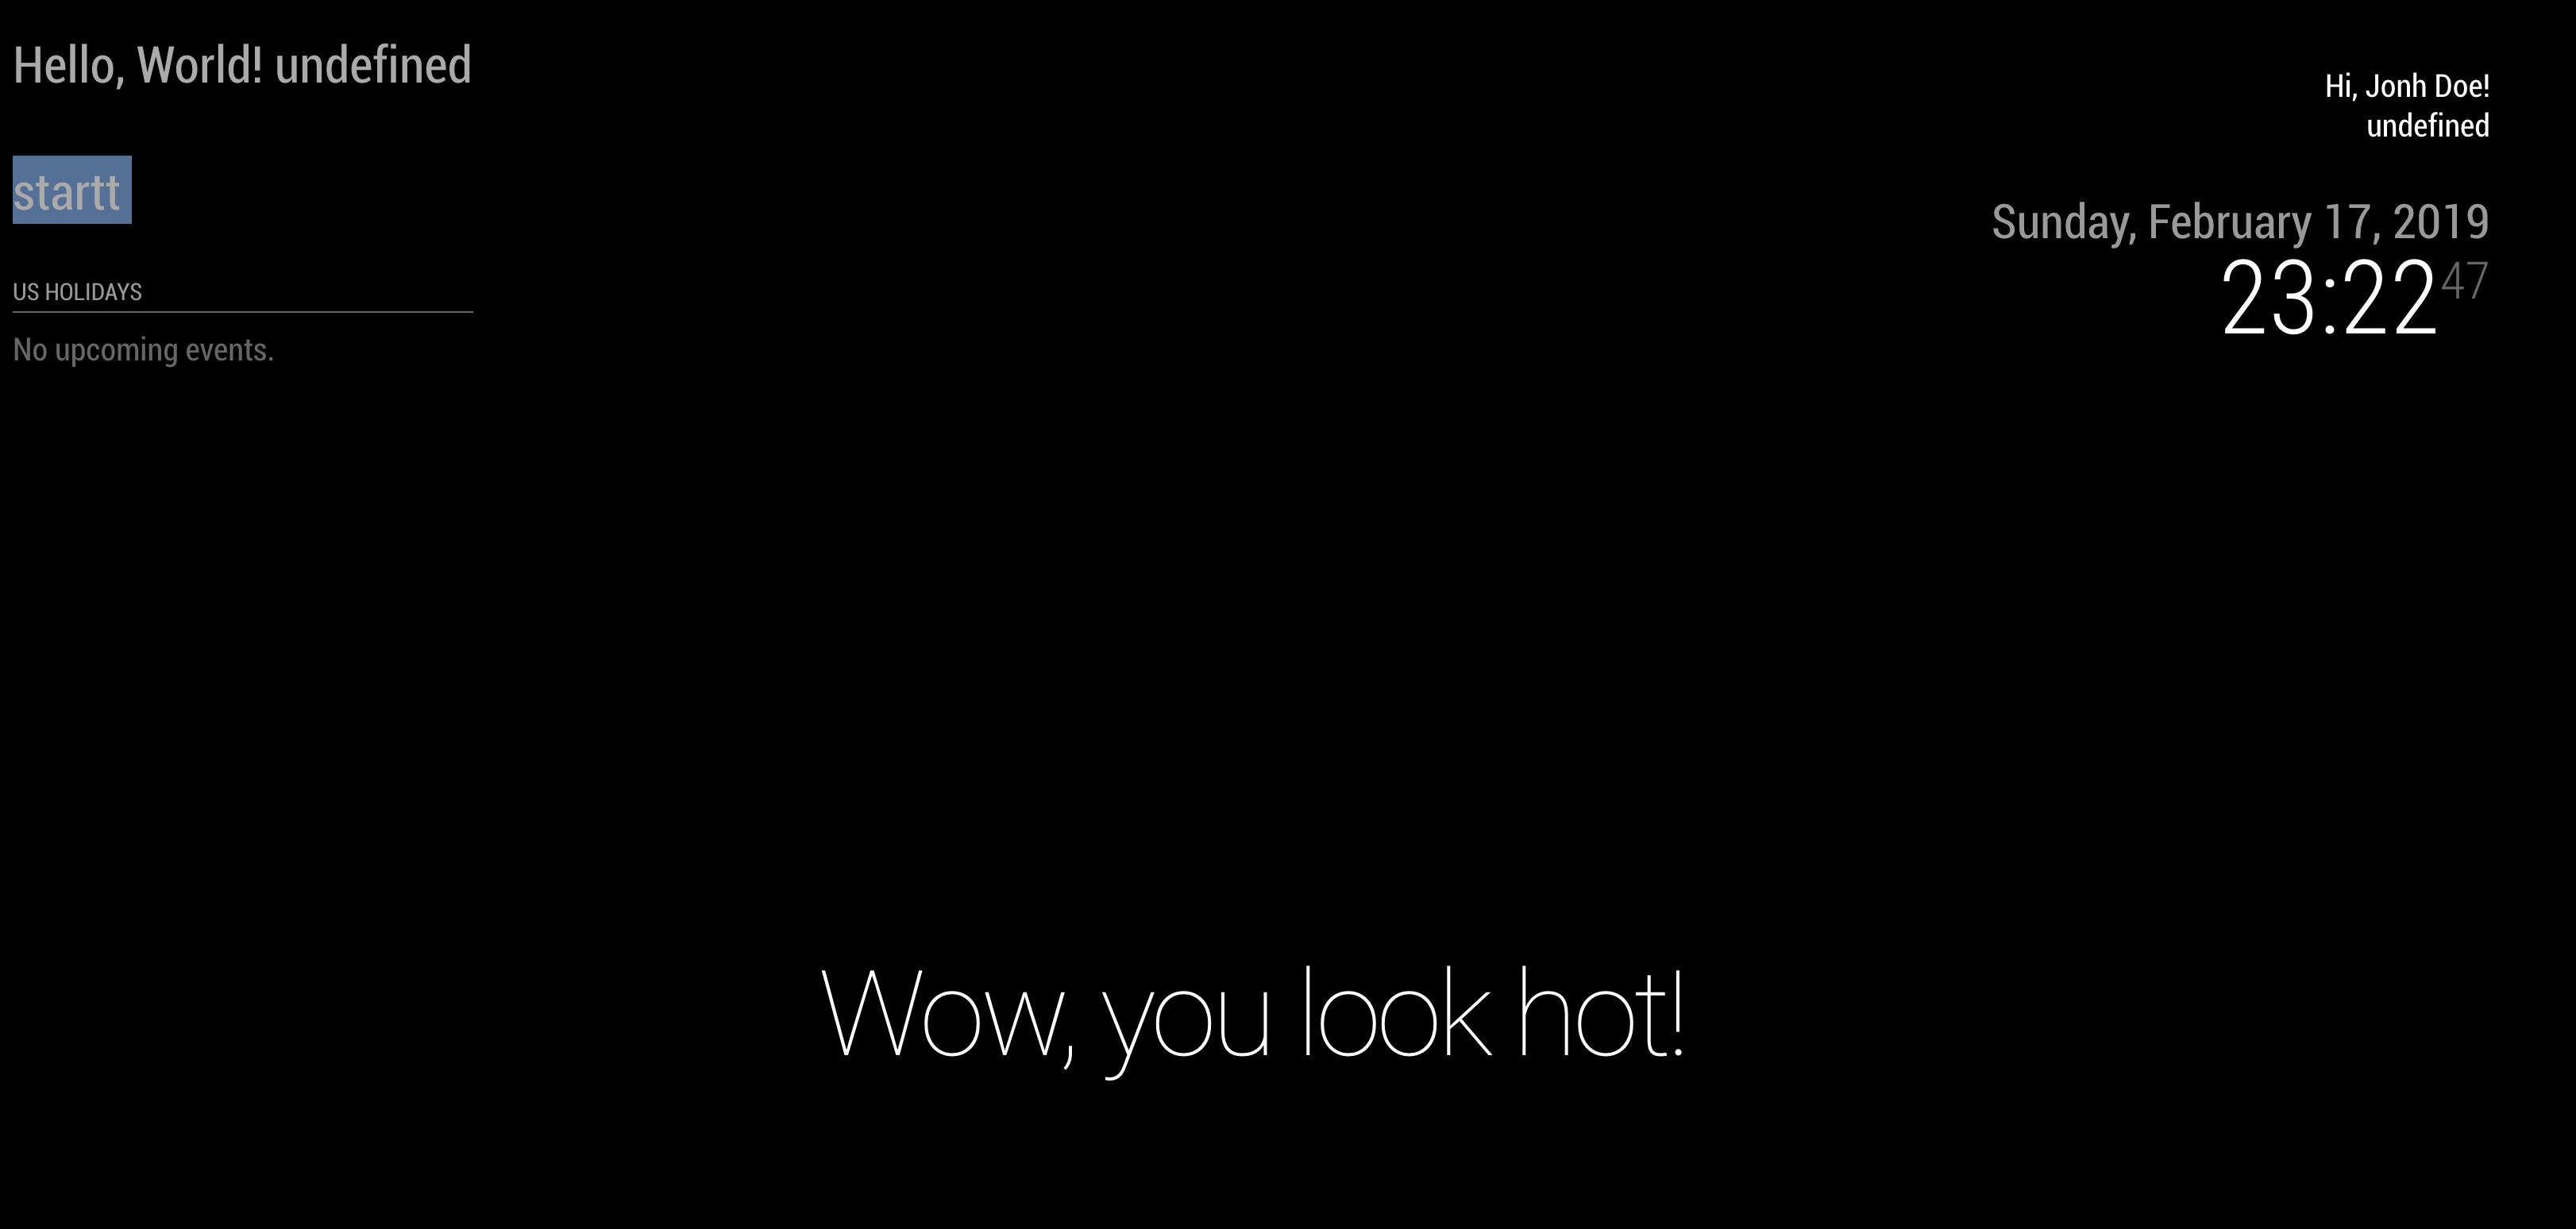 Hello, World! undefined
startt
US HOLIDAYS
No upcoming events.
Hi, Jonh Doe!
undefined
Sunday, February 17, 2019
23:22 47
Wow, you look hot!